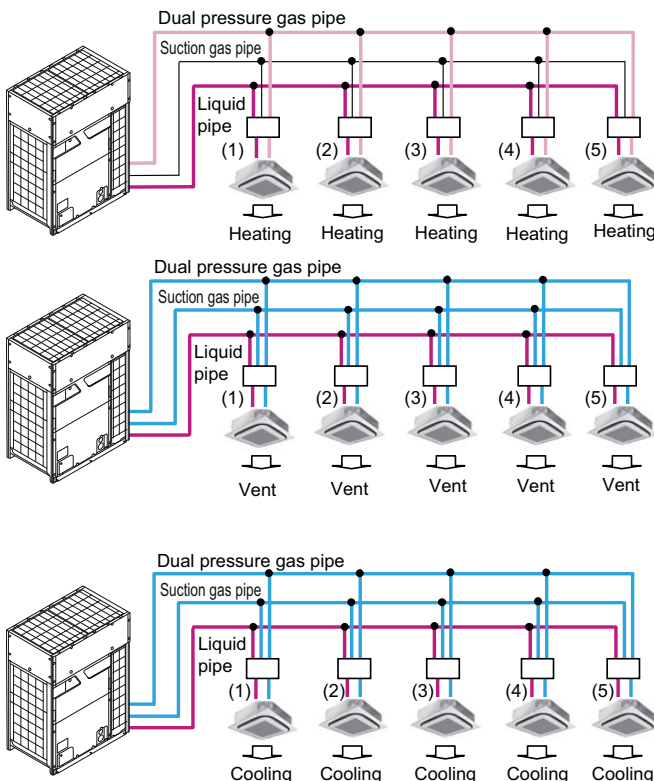 Dual pressure gas pipe
Suction gas pipe
Liquid
pipe
(1) (2) (3) (4) (5)
Heating Heating Heating Heating Heating
Dual pressure gas pipe
Suction gas pipe
Liquid
pipe
(1) (2) (3) (4) (5)
Vent Vent Vent Vent Vent
Dual pressure gas pipe
Suction gas pipe
Liquid
pipe
(1) (2) (3) (4) (5)
Cooling Cooling Cooling Cooling Cooling